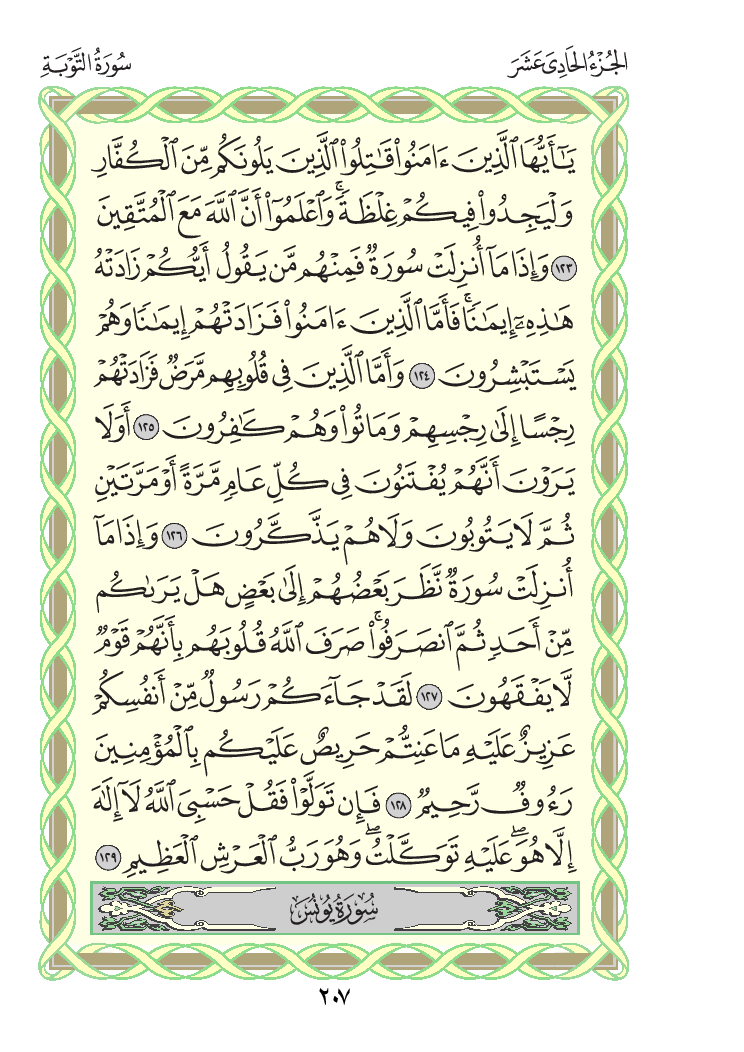 الجُزْءُ الحَادِى عَشَرَ
سُورَةُ التَّوْبَةِ
يَـٰٓأَيُّهَا ٱلَّذِينَ ءَامَنُوا۟ قَـٰتِلُوا۟ ٱلَّذِينَ يَلُونَكُم مِّنَ ٱلْكُفَّارِ
وَلْيَجِدُوا۟ فِيكُمْ غِلْظَةً ۚ وَٱعْلَمُوٓا۟ أَنَّ ٱللَّهَ مَعَ ٱلْمُتَّقِينَ
١٢٣ وَإِذَا مَآ أُنزِلَتْ سُورَةٌ فَمِنْهُم مَّن يَقُولُ أَيُّكُمْ زَادَتْهُ
هَـٰذِهِۦٓ إِيمَـٰنًا ۚ فَأَمَّا ٱلَّذِينَ ءَامَنُوا۟ فَزَادَتْهُمْ إِيمَـٰنًا وَهُمْ
يَسْتَبْشِرُونَ ١٢٤ وَأَمَّا ٱلَّذِينَ فِى قُلُوبِهِم مَّرَضٌ فَزَادَتْهُمْ
رِجْسًا إِلَىٰ رِجْسِهِمْ وَمَاتُوا۟ وَهُمْ كَـٰفِرُونَ ١٢٥ أَوَلَا
يَرَوْنَ أَنَّهُمْ يُفْتَنُونَ فِى كُلِّ عَامٍ مَّرَّةً أَوْ مَرَّتَيْنِ
ثُمَّ لَا يَتُوبُونَ وَلَا هُمْ يَذَّكَّرُونَ ١٢٦ وَإِذَا مَآ
أُنزِلَتْ سُورَةٌ نَّظَرَ بَعْضُهُمْ إِلَىٰ بَعْضٍ هَلْ يَرَىٰكُم
مِّنْ أَحَدٍ ثُمَّ ٱنصَرَفُوا۟ ۚ صَرَفَ ٱللَّهُ قُلُوبَهُم بِأَنَّهُمْ قَوْمٌ
لَّا يَفْقَهُونَ ١٢٧ لَقَدْ جَآءَكُمْ رَسُولٌ مِّنْ أَنفُسِكُمْ
عَزِيزٌ عَلَيْهِ مَا عَنِتُّمْ حَرِيصٌ عَلَيْكُم بِٱلْمُؤْمِنِينَ
رَءُوفٌ رَّحِيمٌ ١٢٨ فَإِن تَوَلَّوْا۟ فَقُلْ حَسْبِىَ ٱللَّهُ لَآ إِلَـٰهَ
إِلَّا هُوَ ۖ عَلَيْهِ تَوَكَّلْتُ ۖ وَهُوَ رَبُّ ٱلْعَرْشِ ٱلْعَظِيمِ ١٢٩
سُورَةُ يُونُسَ
٢٠٧